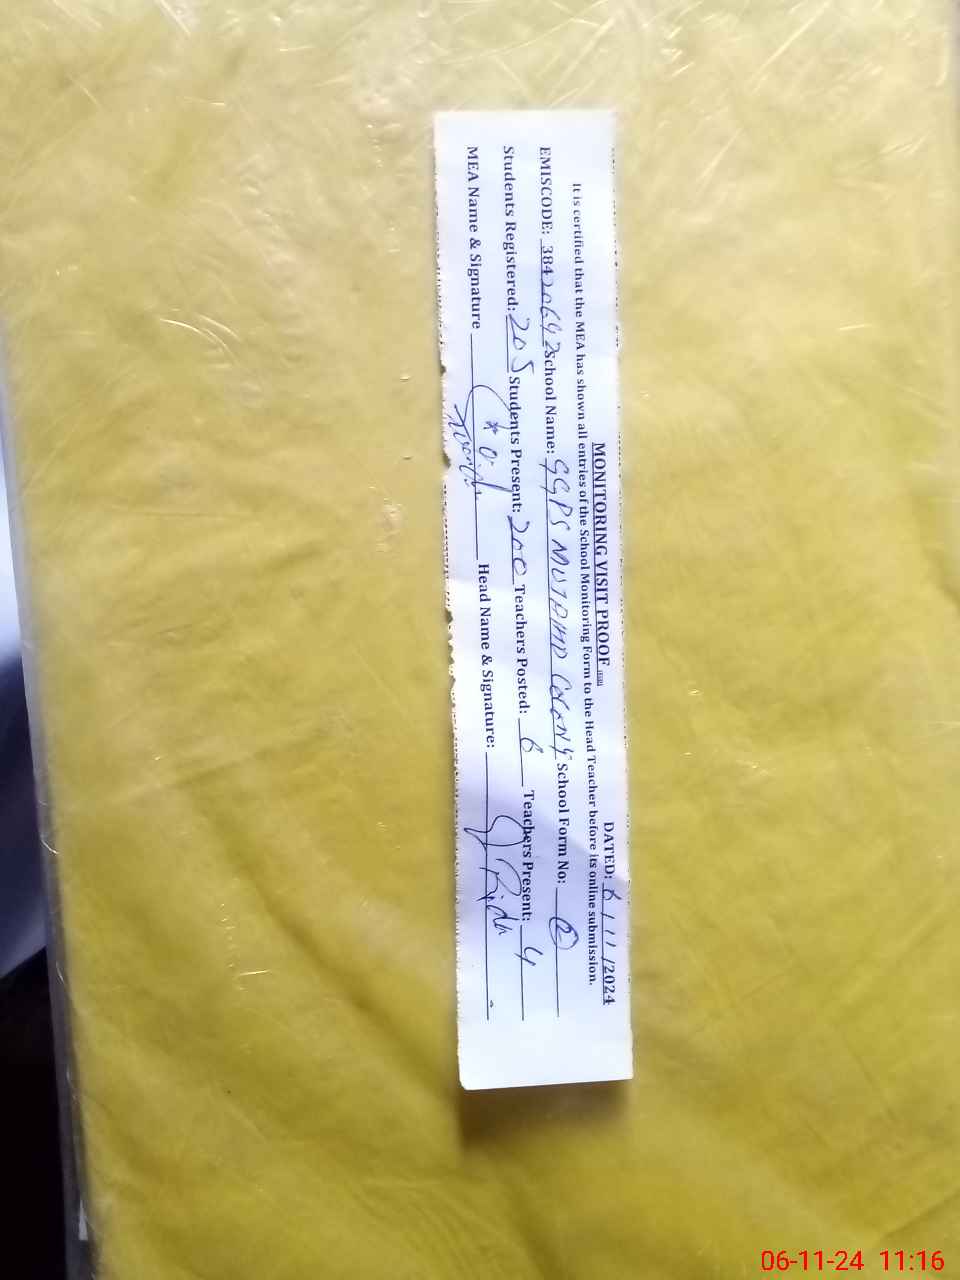 MONITORING VISIT PROOF
DATED: 6/11/2024
It is certified that the MEA has shown all entries of the School Monitoring Form to the Head Teacher before its online submission.
EMISCODE: 38420642 School Name: GGPS MUJAHID COLONY School Form No: 2
Students Registered: 205 Students Present: 200 Teachers Posted: 6 Teachers Present: 4
MEA Name & Signature Head Name & Signature:
06-11-24 11:16